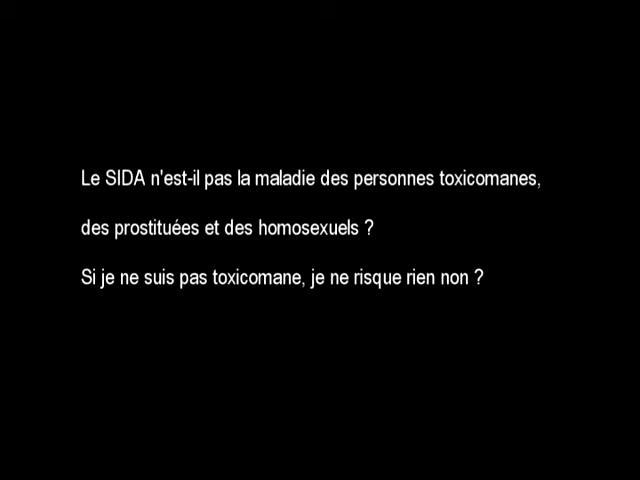 Le SIDA n'est-il pas la maladie des personnes toxicomanes,
des prostituées et des homosexuels ?
Si je ne suis pas toxicomane, je ne risque rien non ?